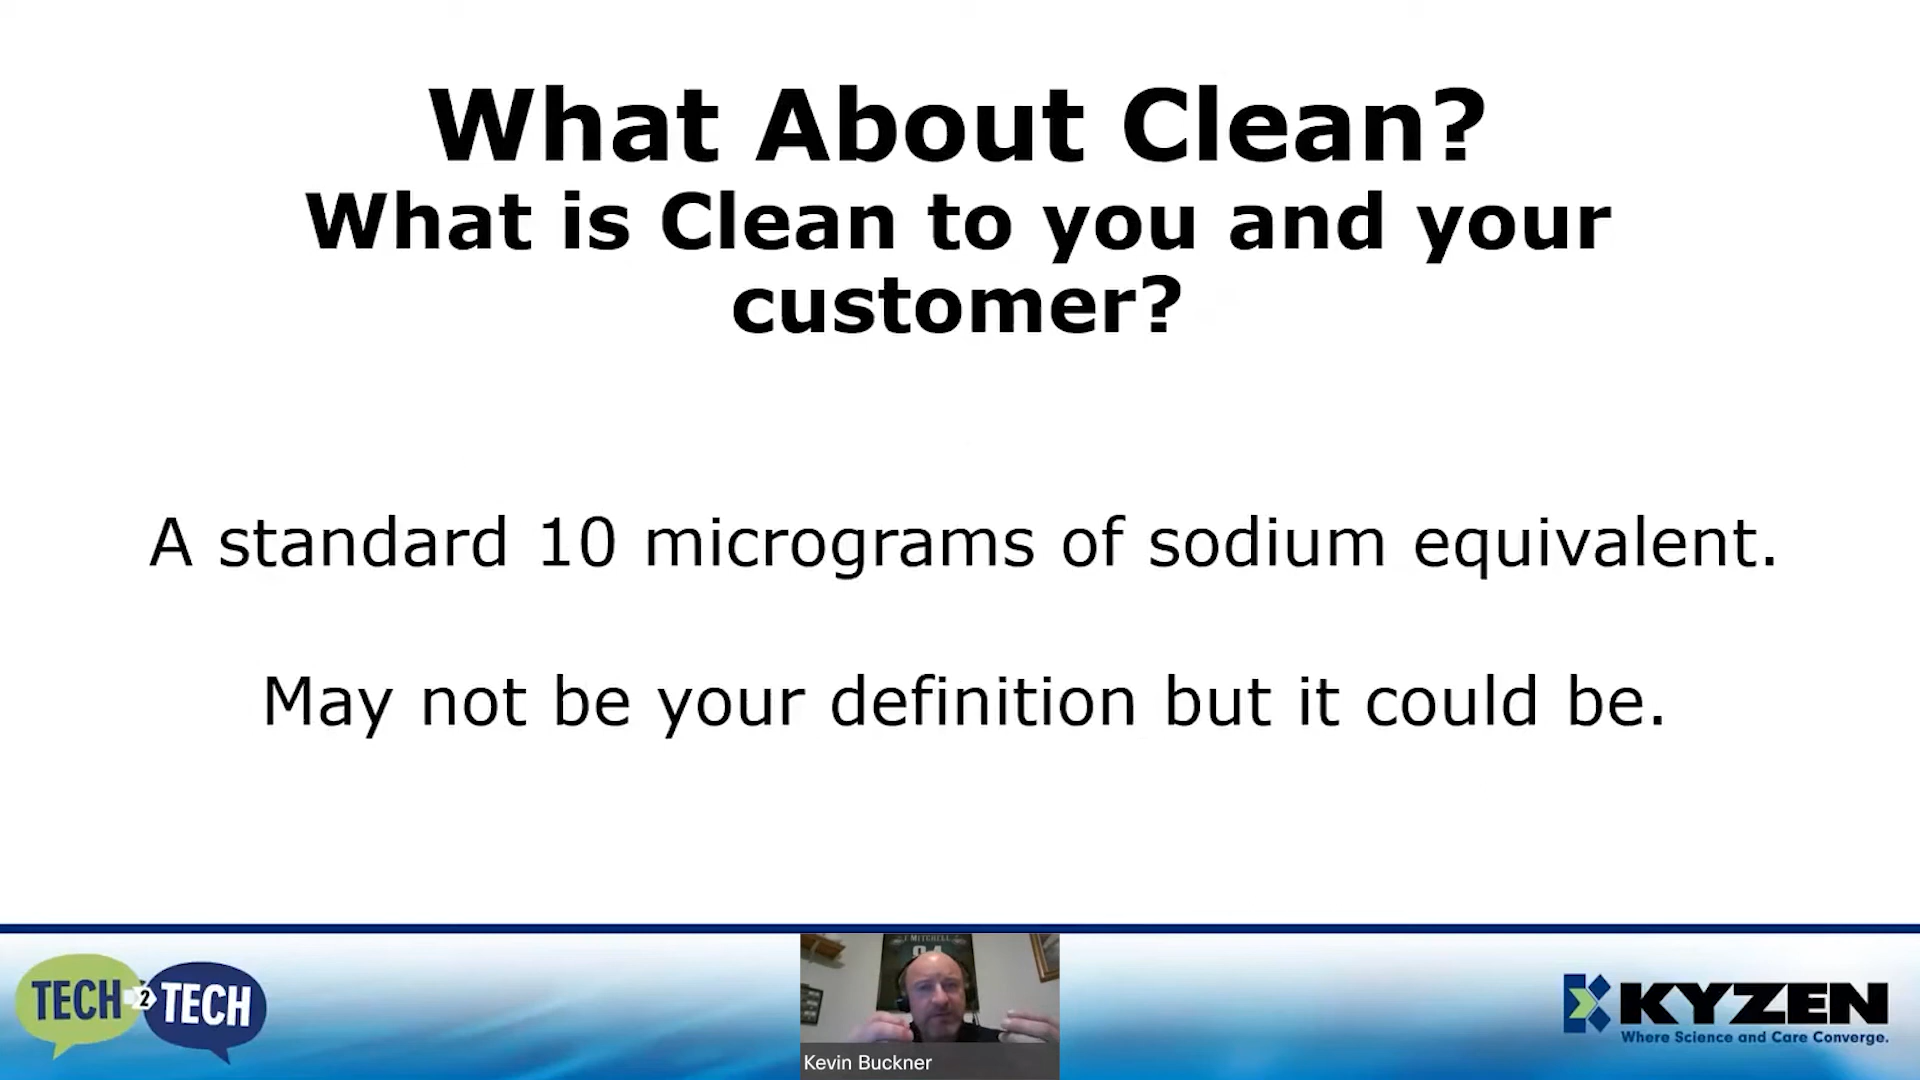 What About Clean?
What is Clean to you and your
customer?
A standard 10 micrograms of sodium equivalent.
May not be your definition but it could be.
TECH 2 TECH
MITCHELL
Kevin Buckner
KYZEN
Where Science and Care Converge.